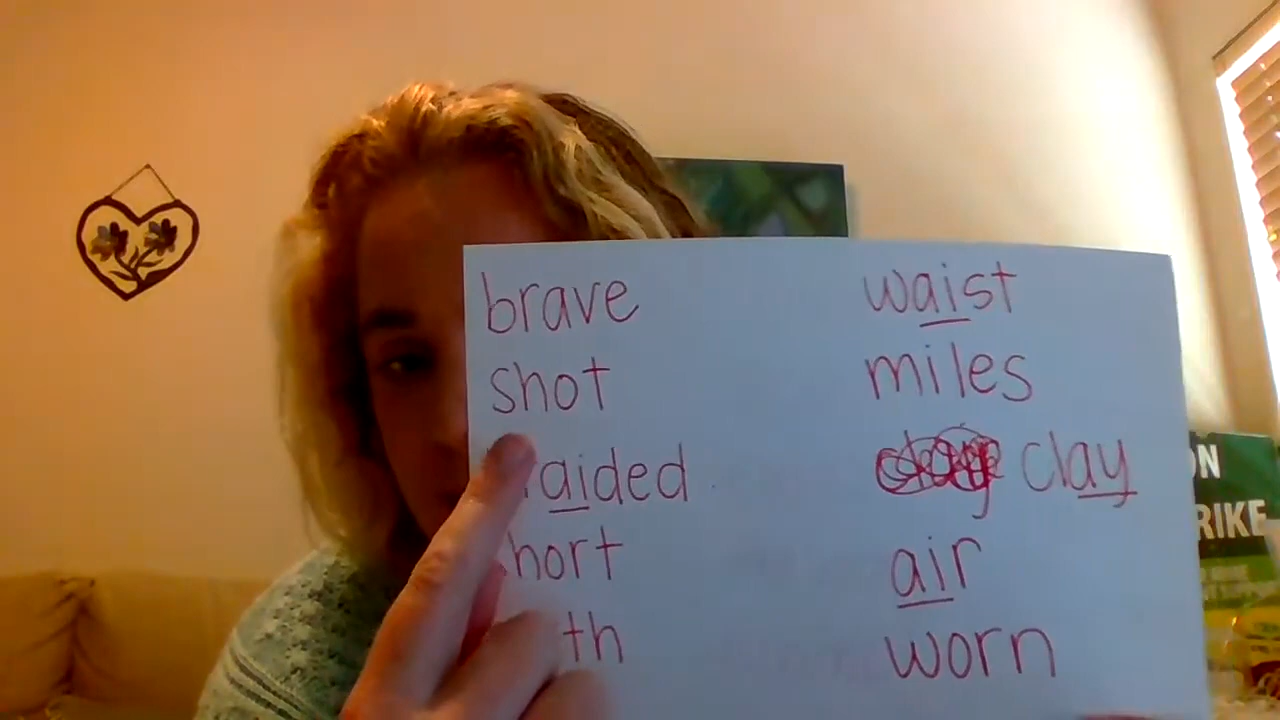 brave
shot
aided
hort
th
waist
miles
clay
air
worn
ON
RIKE